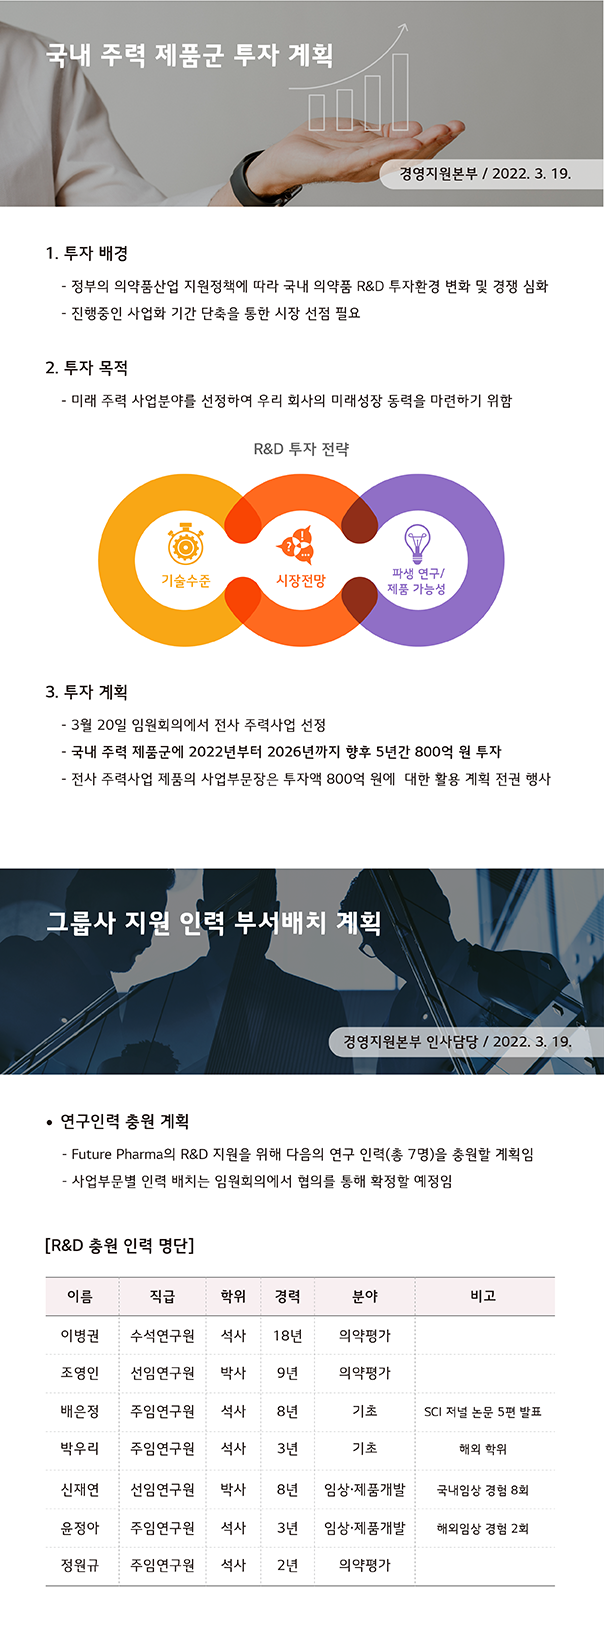 국내 주력 제품군 투자 계획
경영지원본부 / 2022. 3. 19.
1. 투자 배경
- 정부의 의약품산업 지원정책에 따라 국내 의약품 R&D 투자환경 변화 및 경쟁 심화
- 진행중인 사업화 기간 단축을 통한 시장 선점 필요
2. 투자 목적
- 미래 주력 사업분야를 선정하여 우리 회사의 미래성장 동력을 마련하기 위함
R&D 투자 전략
기술수준
시장전망
파생 연구/
제품 가능성
3. 투자 계획
- 3월 20일 임원회의에서 전사 주력사업 선정
- 국내 주력 제품군에 2022년부터 2026년까지 향후 5년간 800억 원 투자
- 전사 주력사업 제품의 사업부문장은 투자액 800억 원에 대한 활용 계획 전권 행사
그룹사 지원 인력 부서배치 계획
경영지원본부 인사담당 / 2022. 3. 19.
• 연구인력 충원 계획
- Future Pharma의 R&D 지원을 위해 다음의 연구 인력(총 7명)을 충원할 계획임
- 사업부문별 인력 배치는 임원회의에서 협의를 통해 확정할 예정임
[R&D 충원 인력 명단]
이름 직급 학위 경력 분야 비고
이병권 수석연구원 석사 18년 의약평가
조영인 선임연구원 박사 9년 의약평가
배은정 주임연구원 석사 8년 기초 SCI 저널 논문 5편 발표
박우리 주임연구원 석사 3년 기초 해외 학위
신재연 선임연구원 박사 8년 임상·제품개발 국내임상 경험 8회
윤정아 주임연구원 석사 3년 임상·제품개발 해외임상 경험 2회
정원규 주임연구원 석사 2년 의약평가